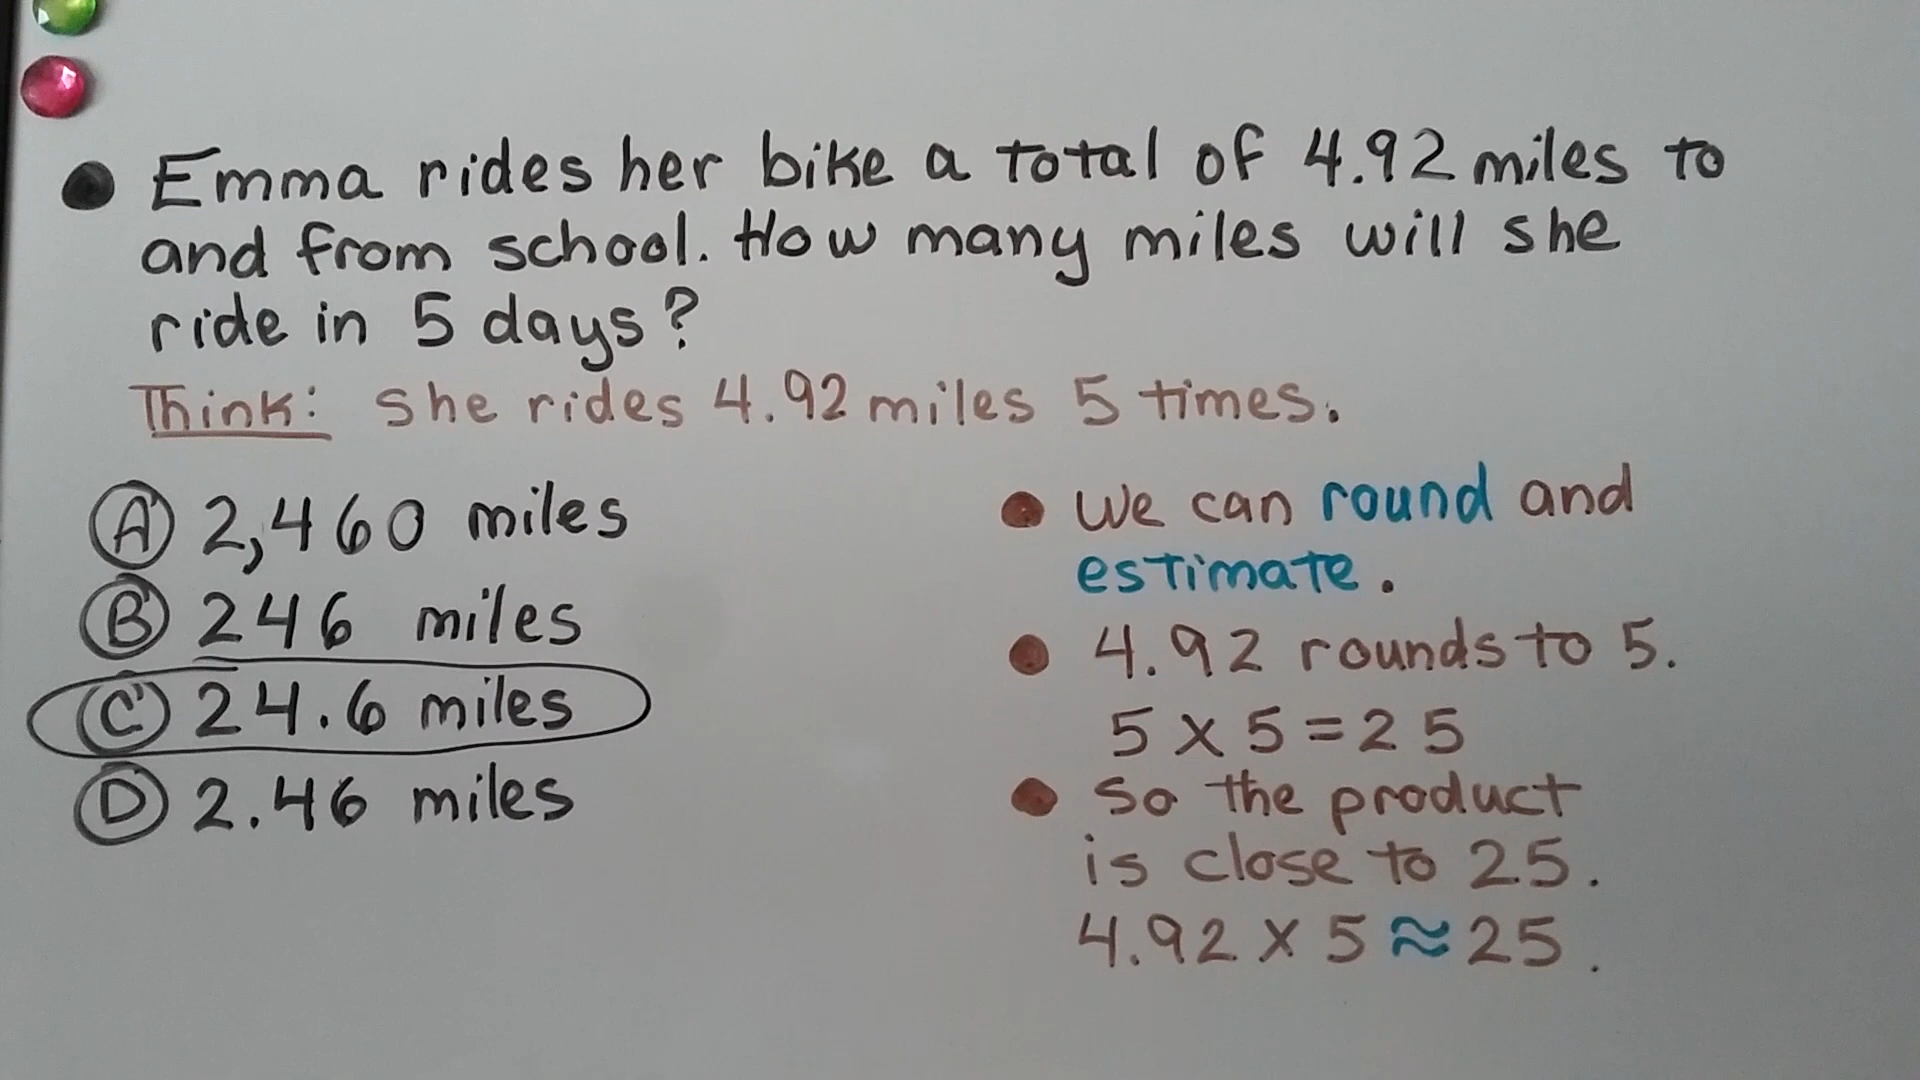 Emma rides her bike a total of 4.92 miles to
and from school. How many miles will she
ride in 5 days?
Think: she rides 4.92 miles 5 times.
A 2,460 miles
B 246 miles
C 24.6 miles
D 2.46 miles
• We can round and
estimate.
• 4.92 rounds to 5.
5 x 5 = 25
• So the product
is close to 25.
4.92 x 5 ≈ 25.